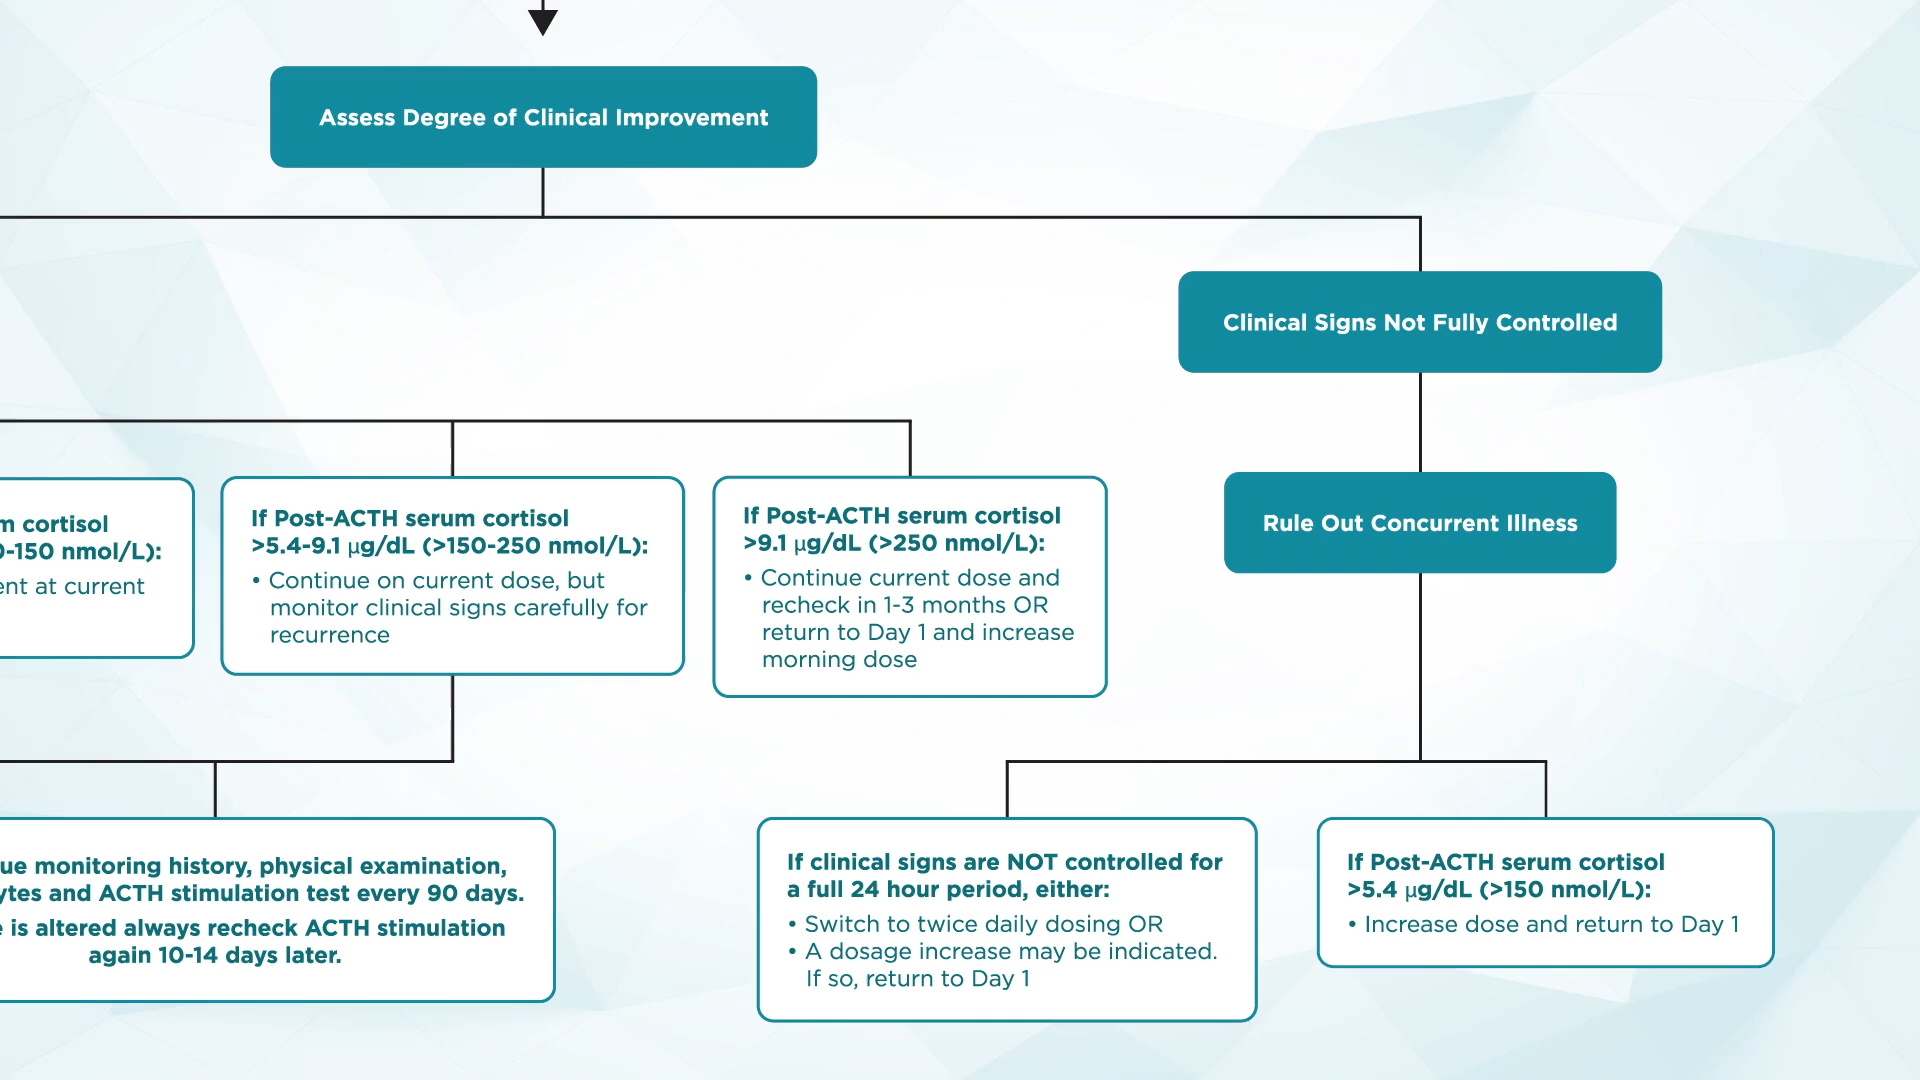 Assess Degree of Clinical Improvement
Clinical Signs Not Fully Controlled
cortisol
150 nmol/L):
at current
If Post-ACTH serum cortisol
>5.4-9.1 µg/dL (>150-250 nmol/L):
• Continue on current dose, but
monitor clinical signs carefully for
recurrence
If Post-ACTH serum cortisol
>9.1 µg/dL (>250 nmol/L):
• Continue current dose and
recheck in 1-3 months OR
return to Day 1 and increase
morning dose
Rule Out Concurrent Illness
monitoring history, physical examination,
and ACTH stimulation test every 90 days.
is altered always recheck ACTH stimulation
again 10-14 days later.
If clinical signs are NOT controlled for
a full 24 hour period, either:
• Switch to twice daily dosing OR
• A dosage increase may be indicated.
If so, return to Day 1
If Post-ACTH serum cortisol
>5.4 µg/dL (>150 nmol/L):
• Increase dose and return to Day 1